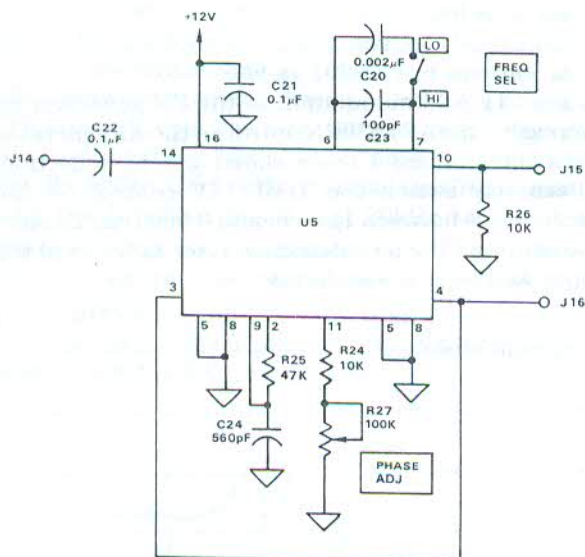 +12V
LO
0.002µF
C20
FREQ
SEL
C21
0.1µF
HI
C22
0.1µF
100pF
C23
16
6
7
J14
14
10
J15
U5
R26
10K
3
4
J16
5
8
9
2
11
5
8
R25
47K
R24
10K
R27
100K
C24
560pF
PHASE
ADJ